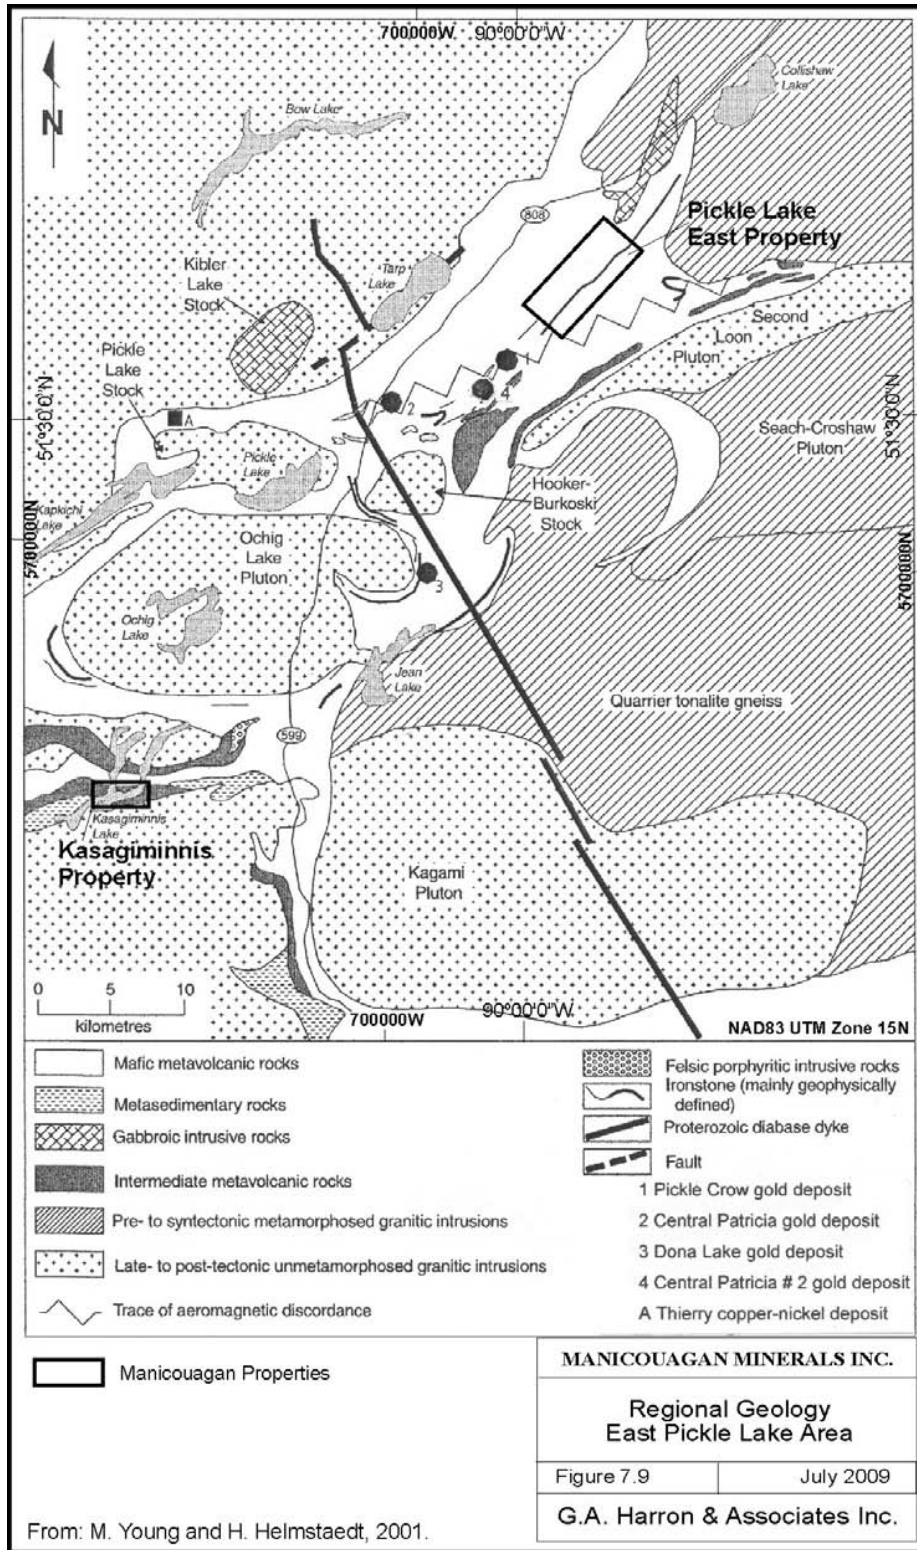 700000W 90°00'0"W
N
Bow Lake
Collishaw
Lake
808
Pickle Lake
East Property
Kibler
Lake
Stock
Tarp
Lake
Pickle
Lake
Stock
Second
Loon
Pluton
1
4
2
A
51°30'0"N
51°30'0"N
Seach-Croshaw
Pluton
Pickle
Lake
Kapkichi
Lake
Hooker-
Burkoski
Stock
5700000N
5700000N
Ochig
Lake
Pluton
3
Ochig
Lake
Jean
Lake
Quarrier tonalite gneiss
599
Kasagiminnis
Lake
Kasagiminnis
Property
Kagami
Pluton
0 5 10
kilometres
700000W 90°00'0"W
NAD83 UTM Zone 15N
Mafic metavolcanic rocks
Metasedimentary rocks
Gabbroic intrusive rocks
Intermediate metavolcanic rocks
Pre- to syntectonic metamorphosed granitic intrusions
Late- to post-tectonic unmetamorphosed granitic intrusions
Trace of aeromagnetic discordance
Felsic porphyritic intrusive rocks
Ironstone (mainly geophysically
defined)
Proterozoic diabase dyke
Fault
1 Pickle Crow gold deposit
2 Central Patricia gold deposit
3 Dona Lake gold deposit
4 Central Patricia # 2 gold deposit
A Thierry copper-nickel deposit
Manicouagan Properties
MANICOUAGAN MINERALS INC.
Regional Geology
East Pickle Lake Area
Figure 7.9 July 2009
G.A. Harron & Associates Inc.
From: M. Young and H. Helmstaedt, 2001.